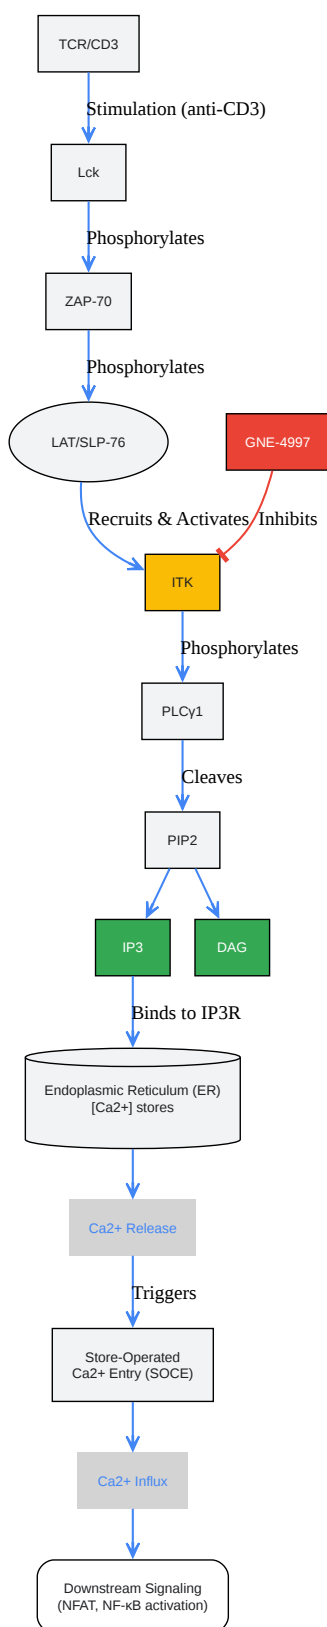 TCR/CD3
Stimulation (anti-CD3)
Lck
Phosphorylates
ZAP-70
Phosphorylates
LAT/SLP-76
GNE-4997
Recruits & Activates
Inhibits
ITK
Phosphorylates
PLCγ1
Cleaves
PIP2
IP3
DAG
Binds to IP3R
Endoplasmic Reticulum (ER)
[Ca2+] stores
Ca2+ Release
Triggers
Store-Operated
Ca2+ Entry (SOCE)
Ca2+ Influx
Downstream Signaling
(NFAT, NF-κB activation)